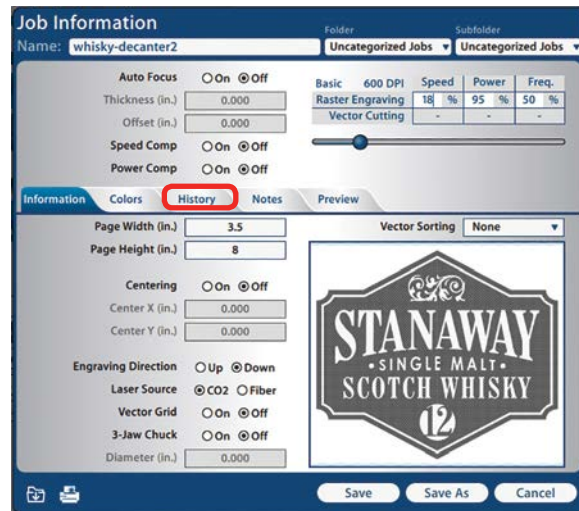 Job Information
Folder Subfolder
Name: whisky-decanter2 Uncategorized Jobs Uncategorized Jobs
Auto Focus On Off
Thickness (in.) 0.000
Offset (in.) 0.000
Speed Comp On Off
Power Comp On Off
Basic 600 DPI Speed Power Freq.
Raster Engraving 18 % 95 % 50 %
Vector Cutting - - -
Information Colors History Notes Preview
Page Width (in.) 3.5
Page Height (in.) 8
Centering On Off
Center X (in.) 0.000
Center Y (in.) 0.000
Engraving Direction Up Down
Laser Source CO2 Fiber
Vector Grid On Off
3-Jaw Chuck On Off
Diameter (in.) 0.000
Vector Sorting None
STANAWAY
•SINGLE MALT•
SCOTCH WHISKY
12
Save Save As Cancel